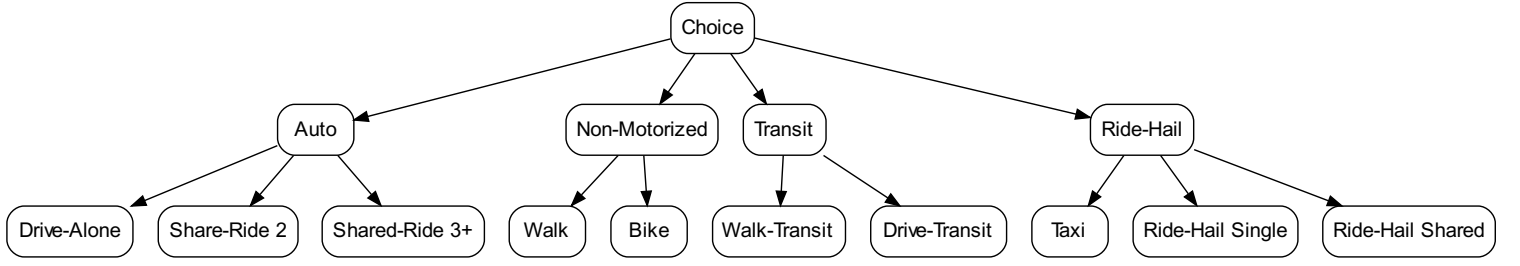 Choice
Auto
Non-Motorized
Transit
Ride-Hail
Drive-Alone
Share-Ride 2
Shared-Ride 3+
Walk
Bike
Walk-Transit
Drive-Transit
Taxi
Ride-Hail Single
Ride-Hail Shared